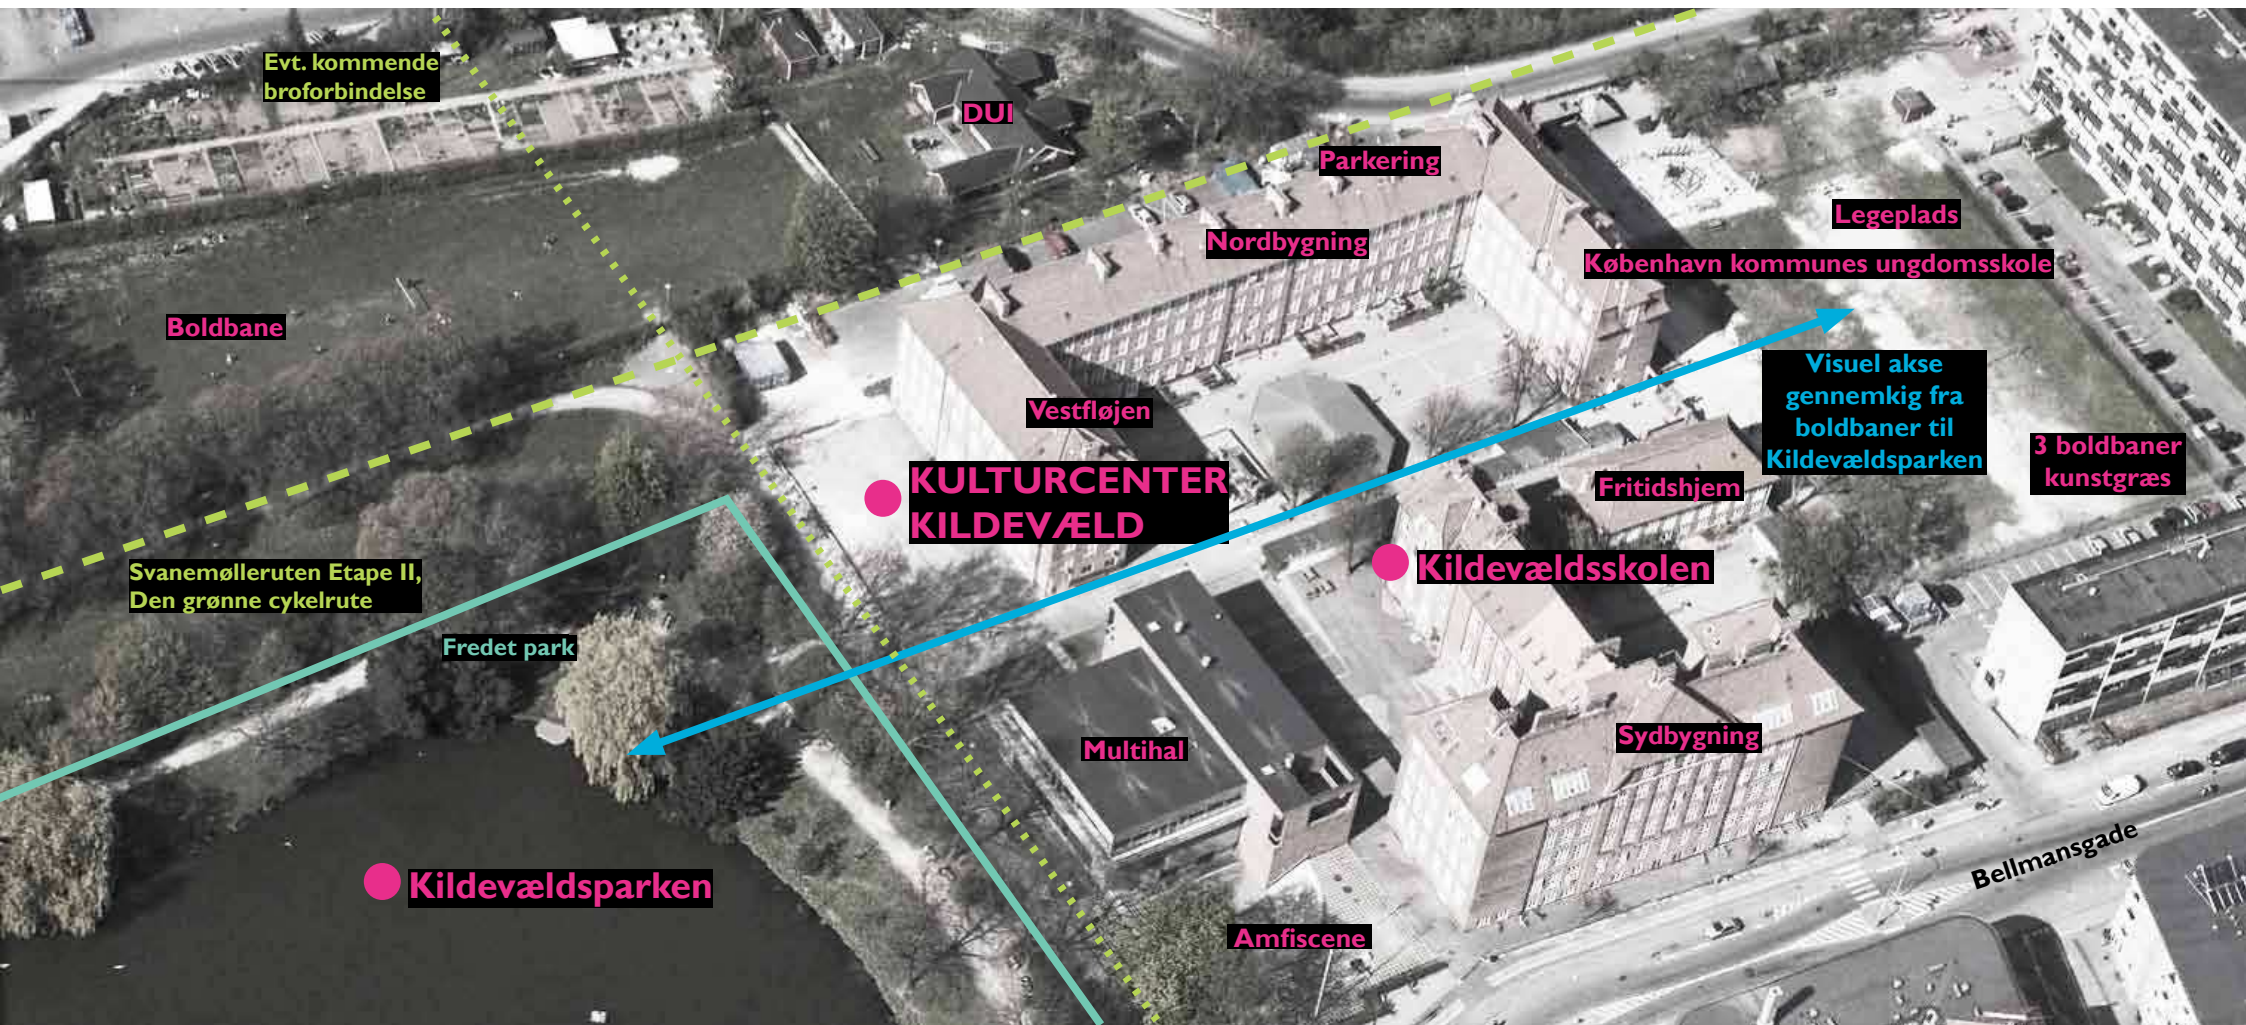 Evt. kommende
broforbindelse
DUI
Parkering
Legeplads
Nordbygning
København kommunes ungdomsskole
Boldbane
Visuel akse
gennemkig fra
boldbaner til
Kildevældsparken
Vestfløjen
3 boldbaner
kunstgræs
KULTURCENTER
KILDEVÆLD
Fritidshjem
Kildevældsskolen
Svanemølleruten Etape II,
Den grønne cykelrute
Fredet park
Multihal
Sydbygning
Bellmansgade
Kildevældsparken
Amfiscene